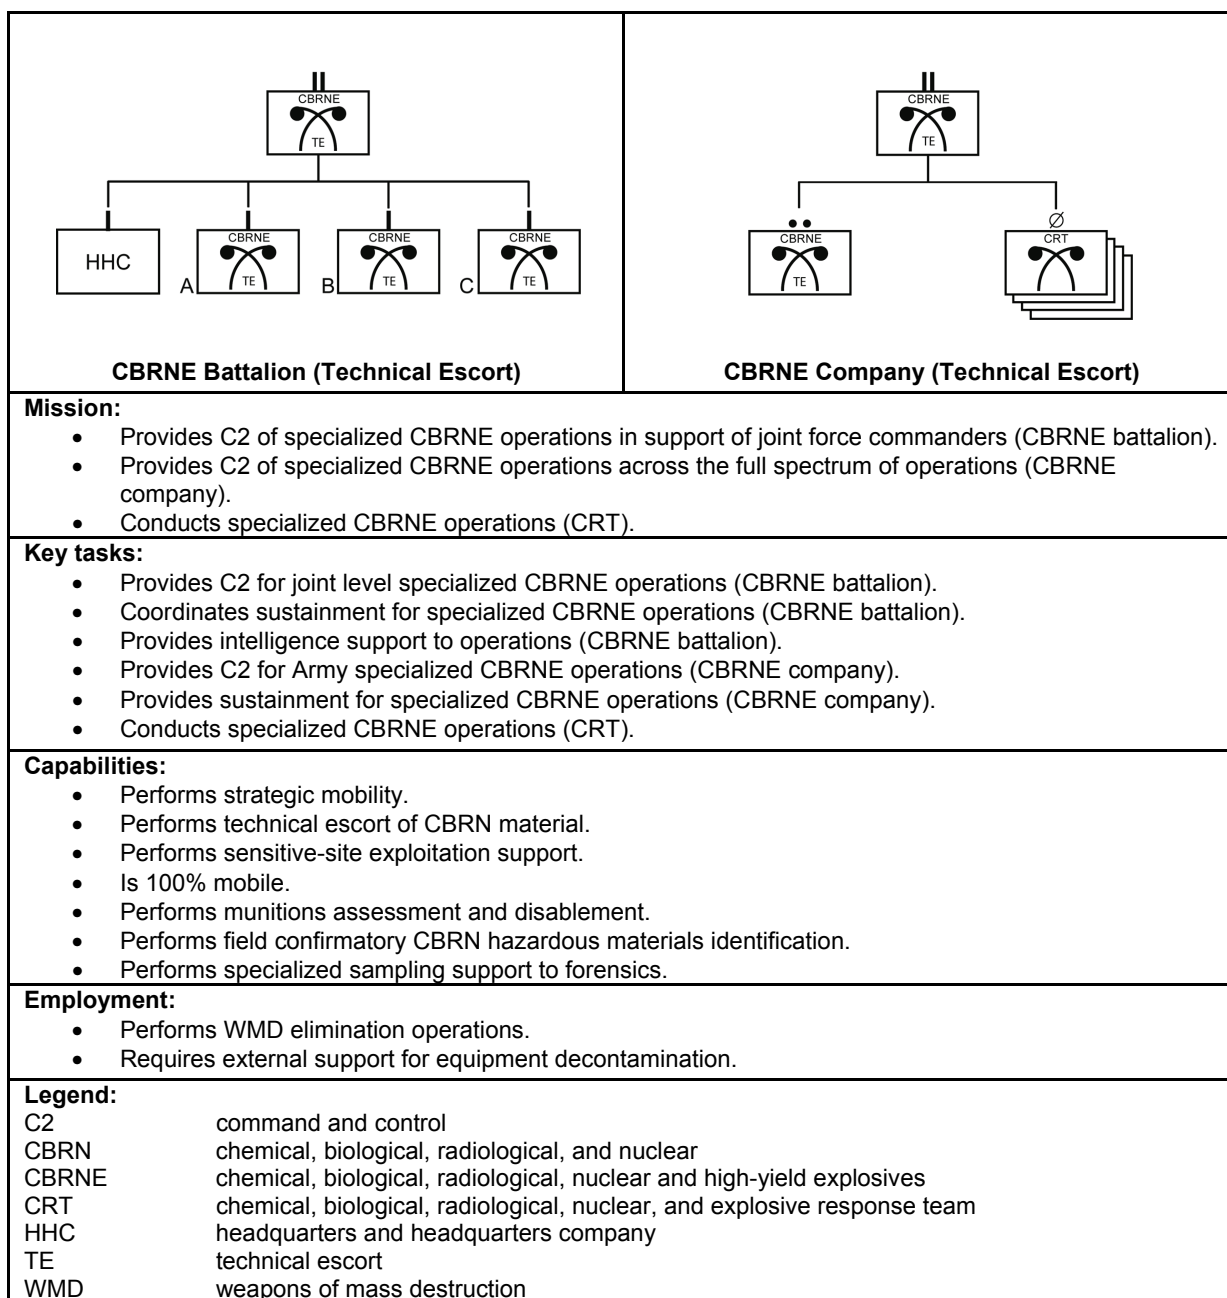 CBRNE
TE
HHC
A
CBRNE
TE
B
CBRNE
TE
C
CBRNE
TE
CBRNE Battalion (Technical Escort)
CBRNE
TE
CBRNE
TE
CRT
CBRNE Company (Technical Escort)
Mission:
• Provides C2 of specialized CBRNE operations in support of joint force commanders (CBRNE battalion).
• Provides C2 of specialized CBRNE operations across the full spectrum of operations (CBRNE
company).
• Conducts specialized CBRNE operations (CRT).
Key tasks:
• Provides C2 for joint level specialized CBRNE operations (CBRNE battalion).
• Coordinates sustainment for specialized CBRNE operations (CBRNE battalion).
• Provides intelligence support to operations (CBRNE battalion).
• Provides C2 for Army specialized CBRNE operations (CBRNE company).
• Provides sustainment for specialized CBRNE operations (CBRNE company).
• Conducts specialized CBRNE operations (CRT).
Capabilities:
• Performs strategic mobility.
• Performs technical escort of CBRN material.
• Performs sensitive-site exploitation support.
• Is 100% mobile.
• Performs munitions assessment and disablement.
• Performs field confirmatory CBRN hazardous materials identification.
• Performs specialized sampling support to forensics.
Employment:
• Performs WMD elimination operations.
• Requires external support for equipment decontamination.
Legend:
C2 command and control
CBRN chemical, biological, radiological, and nuclear
CBRNE chemical, biological, radiological, nuclear and high-yield explosives
CRT chemical, biological, radiological, nuclear, and explosive response team
HHC headquarters and headquarters company
TE technical escort
WMD weapons of mass destruction